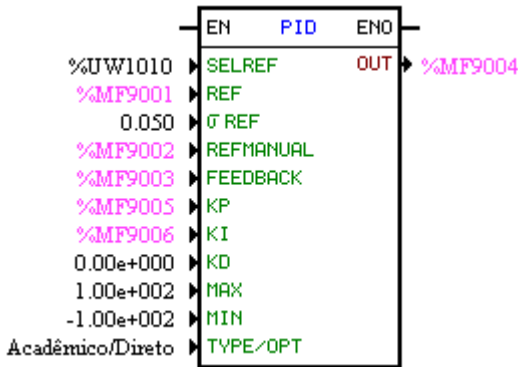 EN PID ENO
%UW1010 SELREF OUT %MF9004
%MF9001 REF
0.050 σREF
%MF9002 REFMANUAL
%MF9003 FEEDBACK
%MF9005 KP
%MF9006 KI
0.00e+000 KD
1.00e+002 MAX
-1.00e+002 MIN
Acadêmico/Direto TYPE/OPT